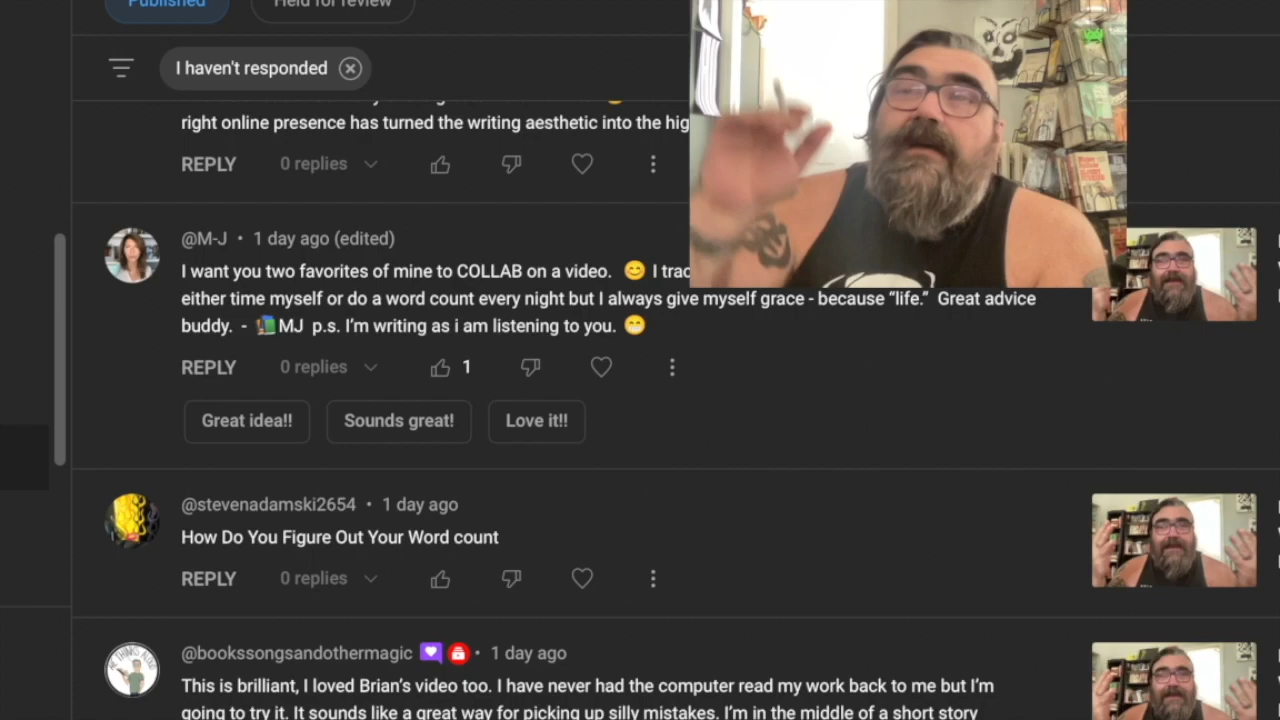 Published
Held for review
I haven't responded
right online presence has turned the writing aesthetic into the hig
REPLY
0 replies
@M-J • 1 day ago (edited)
I want you two favorites of mine to COLLAB on a video. 😊 I trac
either time myself or do a word count every night but I always give myself grace - because “life.” Great advice
buddy. - 📚MJ p.s. I’m writing as i am listening to you. 😁
REPLY
0 replies
1
Great idea!!
Sounds great!
Love it!!
@stevenadamski2654 • 1 day ago
How Do You Figure Out Your Word count
REPLY
0 replies
@bookssongsandothermagic • 1 day ago
This is brilliant, I loved Brian’s video too. I have never had the computer read my work back to me but I’m
going to try it. It sounds like a great way for picking up silly mistakes. I’m in the middle of a short story